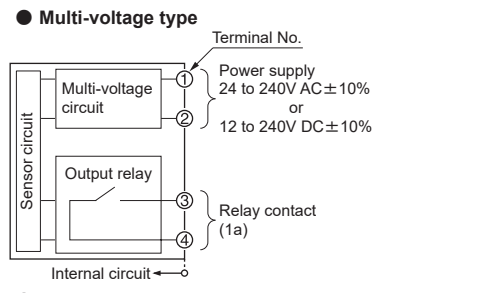 ● Multi-voltage type
Terminal No.
Sensor circuit
Multi-voltage
circuit
①
②
Power supply
24 to 240V AC±10%
or
12 to 240V DC±10%
Output relay
③
④
Relay contact
(1a)
Internal circuit